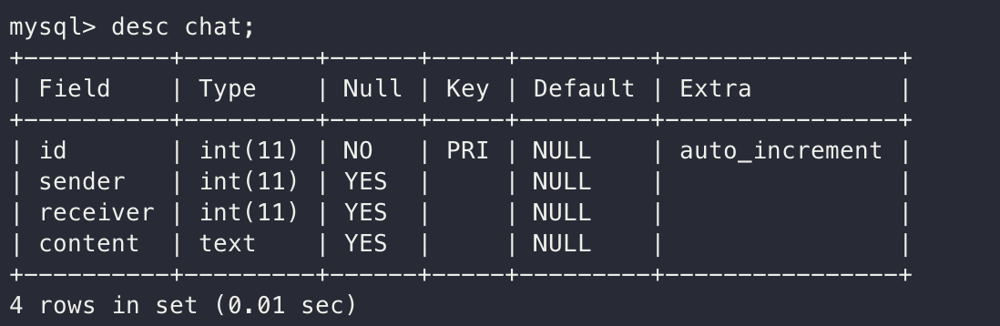 mysql> desc chat;
+----------+---------+------+-----+---------+----------------+
| Field    | Type    | Null | Key | Default | Extra          |
+----------+---------+------+-----+---------+----------------+
| id       | int(11) | NO   | PRI | NULL    | auto_increment |
| sender   | int(11) | YES  |     | NULL    |                |
| receiver | int(11) | YES  |     | NULL    |                |
| content  | text    | YES  |     | NULL    |                |
+----------+---------+------+-----+---------+----------------+
4 rows in set (0.01 sec)